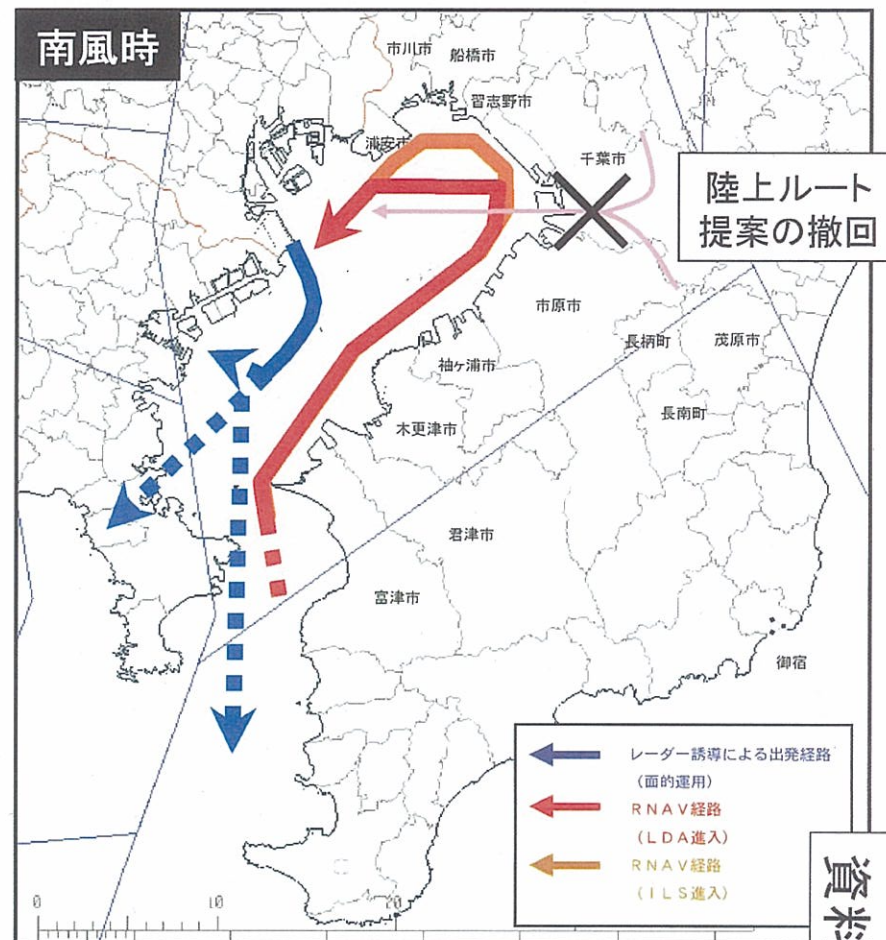 南風時
市川市
船橋市
習志野市
浦安市
千葉市
陸上ルート
提案の撤回
市原市
長柄町
茂原市
袖ヶ浦市
長南町
木更津市
君津市
富津市
御宿
レーダー誘導による出発経路
(面的運用)
RNAV経路
(LDA進入)
RNAV経路
(ILS進入)
資料
0
10
20